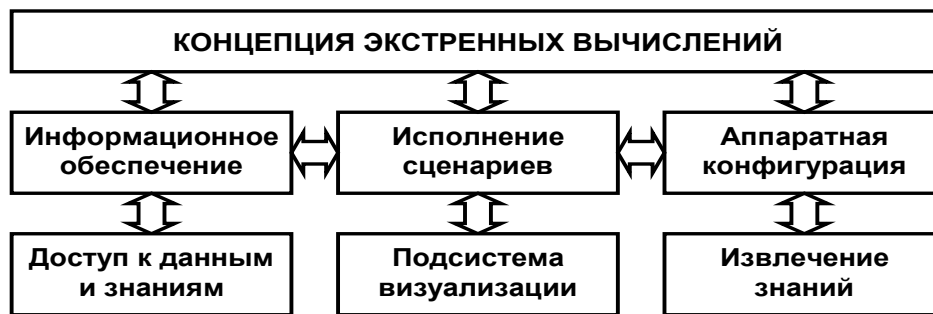 КОНЦЕПЦИЯ ЭКСТРЕННЫХ ВЫЧИСЛЕНИЙ
Информационное
обеспечение
Исполнение
сценариев
Аппаратная
конфигурация
Доступ к данным
и знаниям
Подсистема
визуализации
Извлечение
знаний